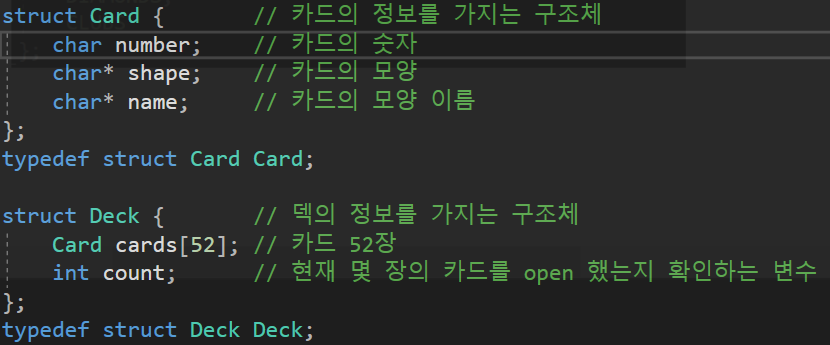 struct Card {        // 카드의 정보를 가지는 구조체
    char number;    // 카드의 숫자
    char* shape;    // 카드의 모양
    char* name;     // 카드의 모양 이름
};
typedef struct Card Card;

struct Deck {        // 덱의 정보를 가지는 구조체
    Card cards[52]; // 카드 52장
    int count;      // 현재 몇 장의 카드를 open 했는지 확인하는 변수
};
typedef struct Deck Deck;